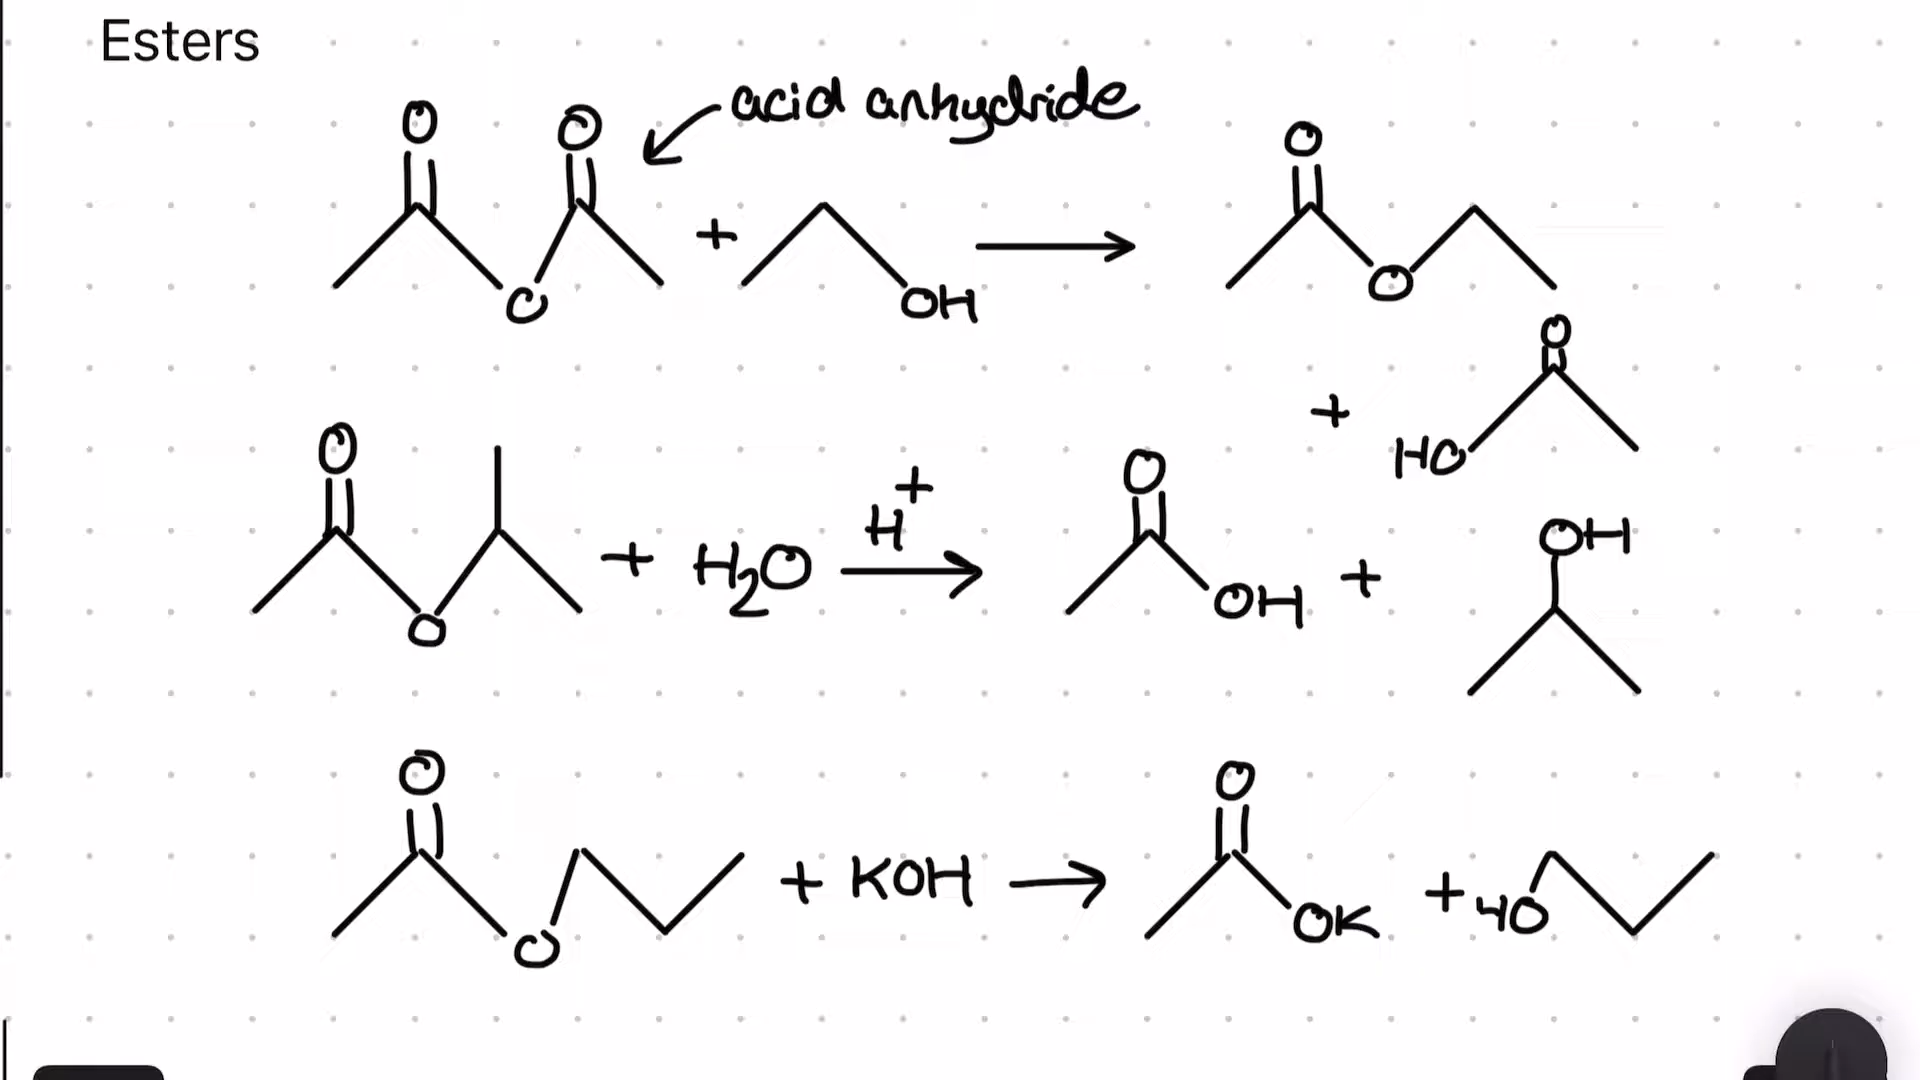 Esters
acid anhydride
O O O
+ OH
O O
O
+ HO
O H+ O OH
+ H2O OH +
O
O O
+ KOH + HO
O OK